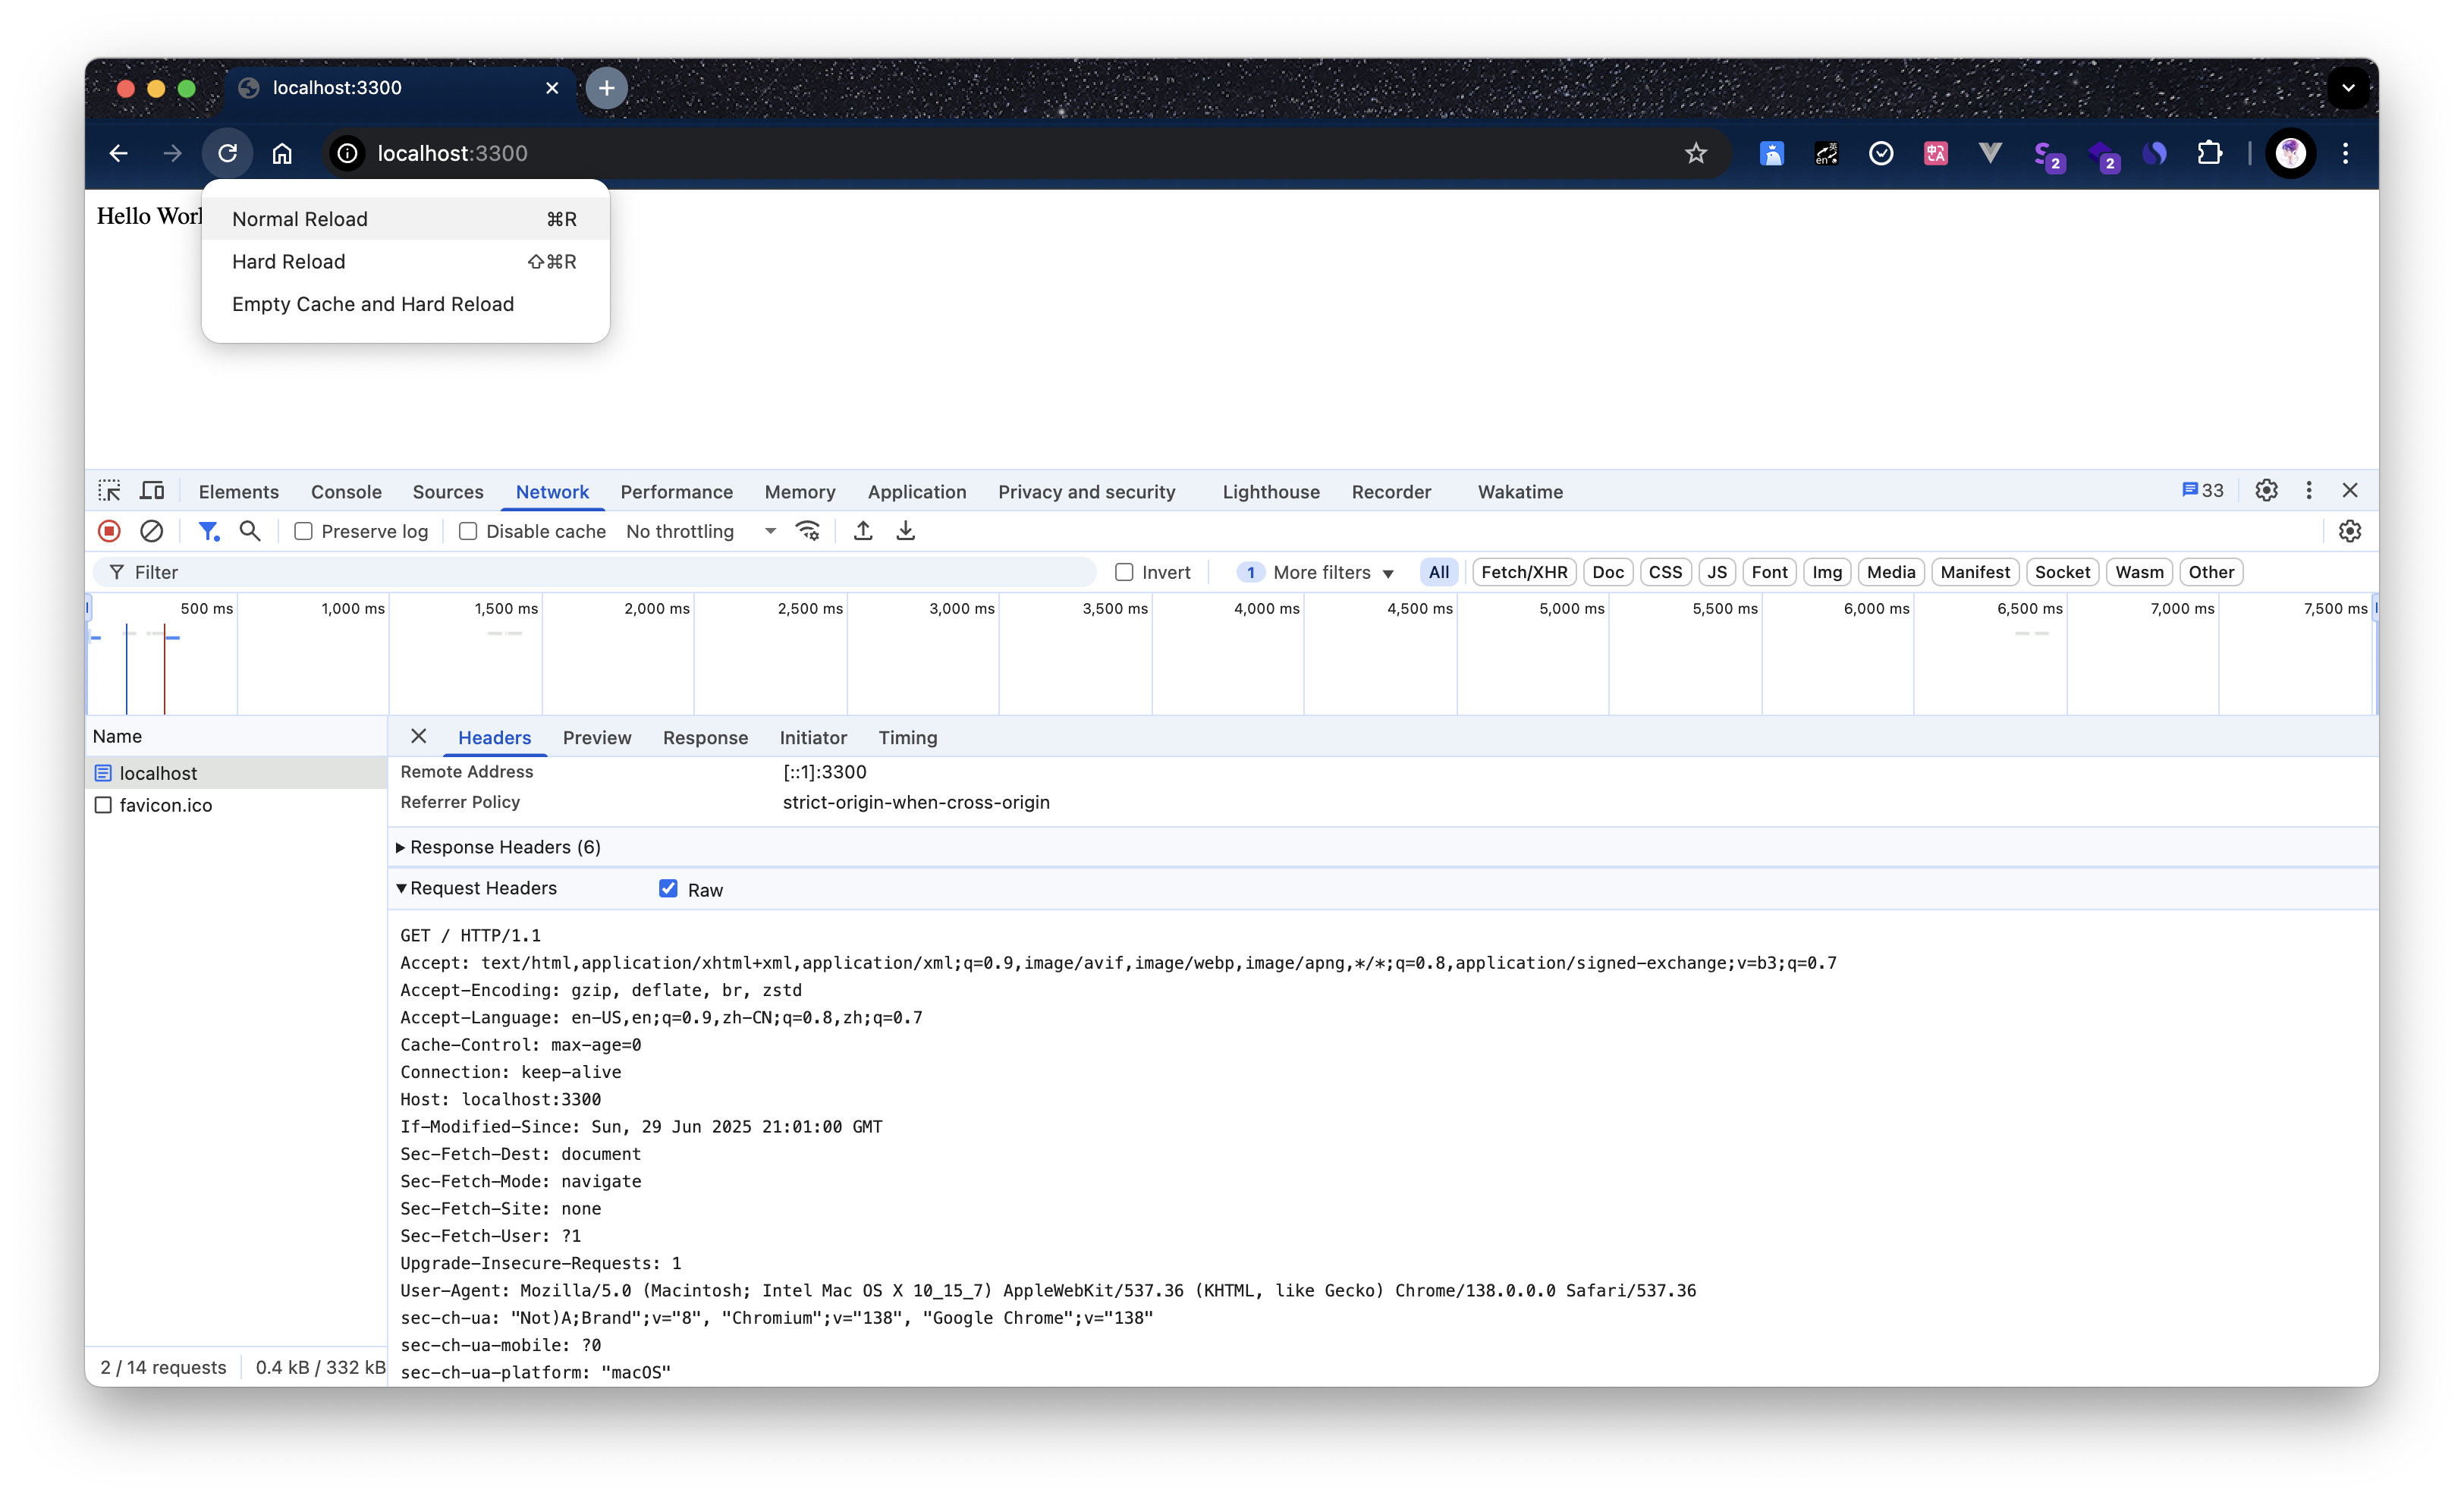 localhost:3300
localhost:3300
2
2
Hello Worl
Normal Reload ⌘R
Hard Reload ⇧⌘R
Empty Cache and Hard Reload
Elements Console Sources Network Performance Memory Application Privacy and security Lighthouse Recorder Wakatime 33
Preserve log Disable cache No throttling
Filter Invert 1 More filters All Fetch/XHR Doc CSS JS Font Img Media Manifest Socket Wasm Other
500 ms 1,000 ms 1,500 ms 2,000 ms 2,500 ms 3,000 ms 3,500 ms 4,000 ms 4,500 ms 5,000 ms 5,500 ms 6,000 ms 6,500 ms 7,000 ms 7,500 ms
Name
localhost
favicon.ico
2 / 14 requests 0.4 kB / 332 kB
Headers Preview Response Initiator Timing
Remote Address [::1]:3300
Referrer Policy strict-origin-when-cross-origin
Response Headers (6)
Request Headers Raw
GET / HTTP/1.1
Accept: text/html,application/xhtml+xml,application/xml;q=0.9,image/avif,image/webp,image/apng,*/*;q=0.8,application/signed-exchange;v=b3;q=0.7
Accept-Encoding: gzip, deflate, br, zstd
Accept-Language: en-US,en;q=0.9,zh-CN;q=0.8,zh;q=0.7
Cache-Control: max-age=0
Connection: keep-alive
Host: localhost:3300
If-Modified-Since: Sun, 29 Jun 2025 21:01:00 GMT
Sec-Fetch-Dest: document
Sec-Fetch-Mode: navigate
Sec-Fetch-Site: none
Sec-Fetch-User: ?1
Upgrade-Insecure-Requests: 1
User-Agent: Mozilla/5.0 (Macintosh; Intel Mac OS X 10_15_7) AppleWebKit/537.36 (KHTML, like Gecko) Chrome/138.0.0.0 Safari/537.36
sec-ch-ua: "Not)A;Brand";v="8", "Chromium";v="138", "Google Chrome";v="138"
sec-ch-ua-mobile: ?0
sec-ch-ua-platform: "macOS"